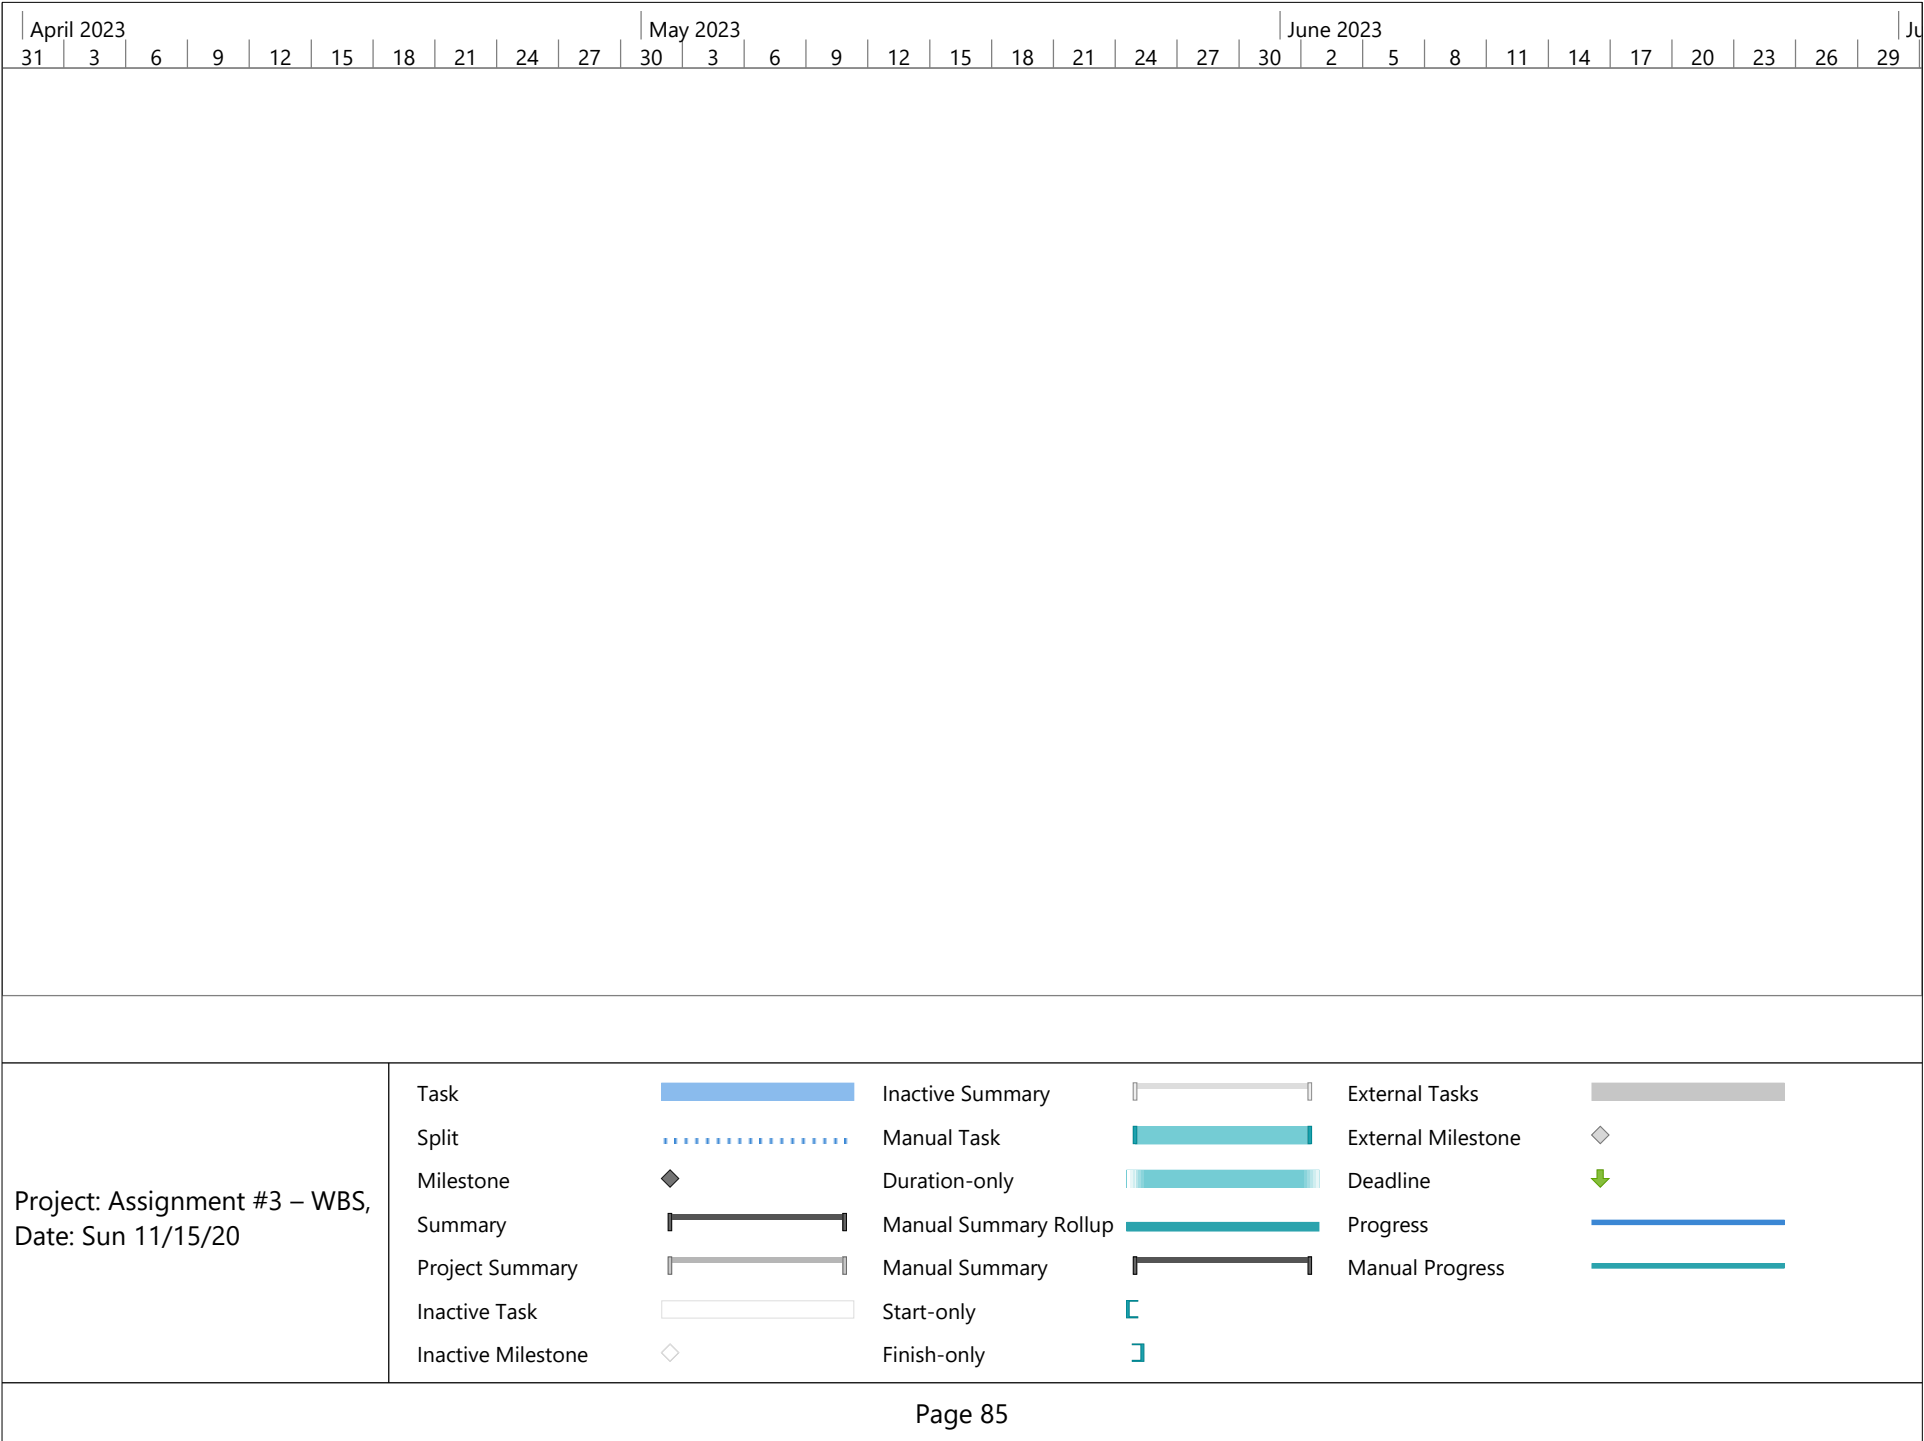 April 2023 May 2023 June 2023 Ju
31 3 6 9 12 15 18 21 24 27 30 3 6 9 12 15 18 21 24 27 30 2 5 8 11 14 17 20 23 26 29
Task Inactive Summary External Tasks
Split Manual Task External Milestone
Milestone Duration-only Deadline
Project: Assignment #3 – WBS,
Date: Sun 11/15/20
Summary Manual Summary Rollup Progress
Project Summary Manual Summary Manual Progress
Inactive Task Start-only
Inactive Milestone Finish-only
Page 85